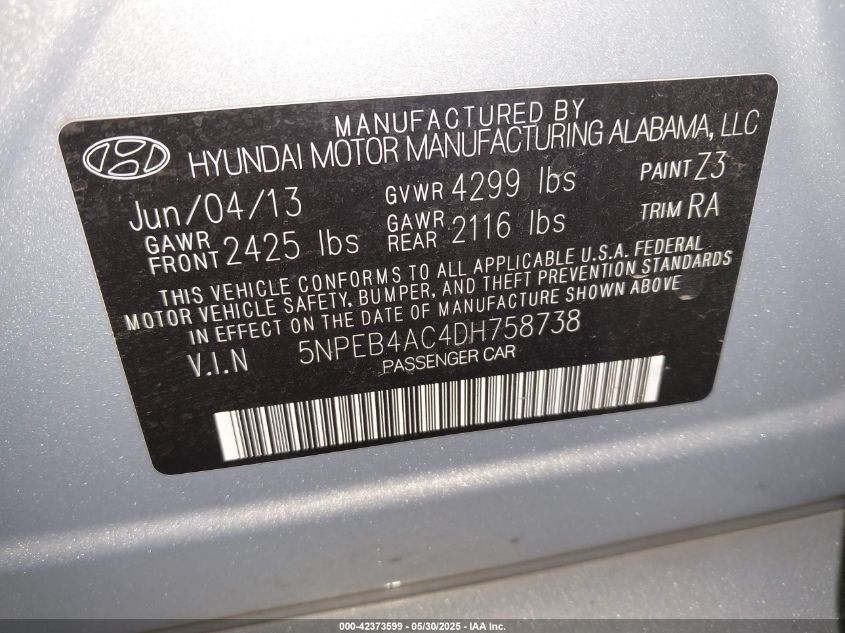 MANUFACTURED BY
HYUNDAI MOTOR MANUFACTURING ALABAMA, LLC
Jun/04/13 GVWR 4299 lbs PAINT Z3
GAWR FRONT 2425 lbs GAWR REAR 2116 lbs TRIM RA
THIS VEHICLE CONFORMS TO ALL APPLICABLE U.S.A. FEDERAL
MOTOR VEHICLE SAFETY, BUMPER, AND THEFT PREVENTION STANDARDS
IN EFFECT ON THE DATE OF MANUFACTURE SHOWN ABOVE
V.I.N 5NPEB4AC4DH758738
PASSENGER CAR
000-42373599 • 05/30/2025 - IAA Inc.